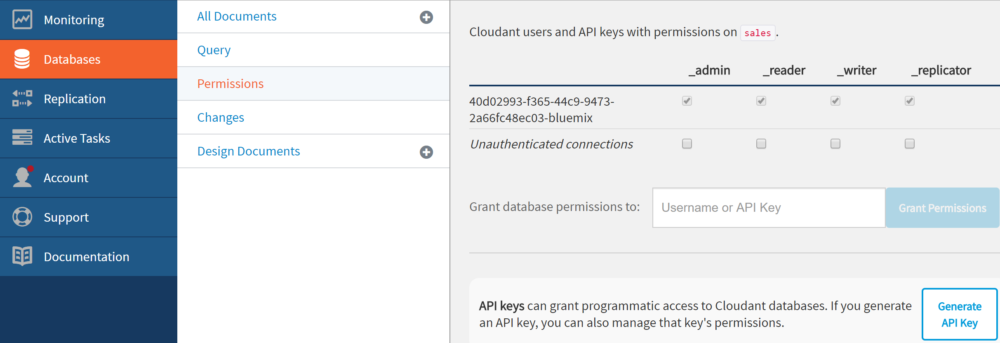 Monitoring
Databases
Replication
Active Tasks
Account
Support
Documentation
All Documents
Query
Permissions
Changes
Design Documents
Cloudant users and API keys with permissions on sales.
_admin _reader _writer _replicator
40d02993-f365-44c9-9473-
2a66fc48ec03-bluemix
Unauthenticated connections
Grant database permissions to: Username or API Key Grant Permissions
API keys can grant programmatic access to Cloudant databases. If you generate
an API key, you can also manage that key's permissions.
Generate
API Key